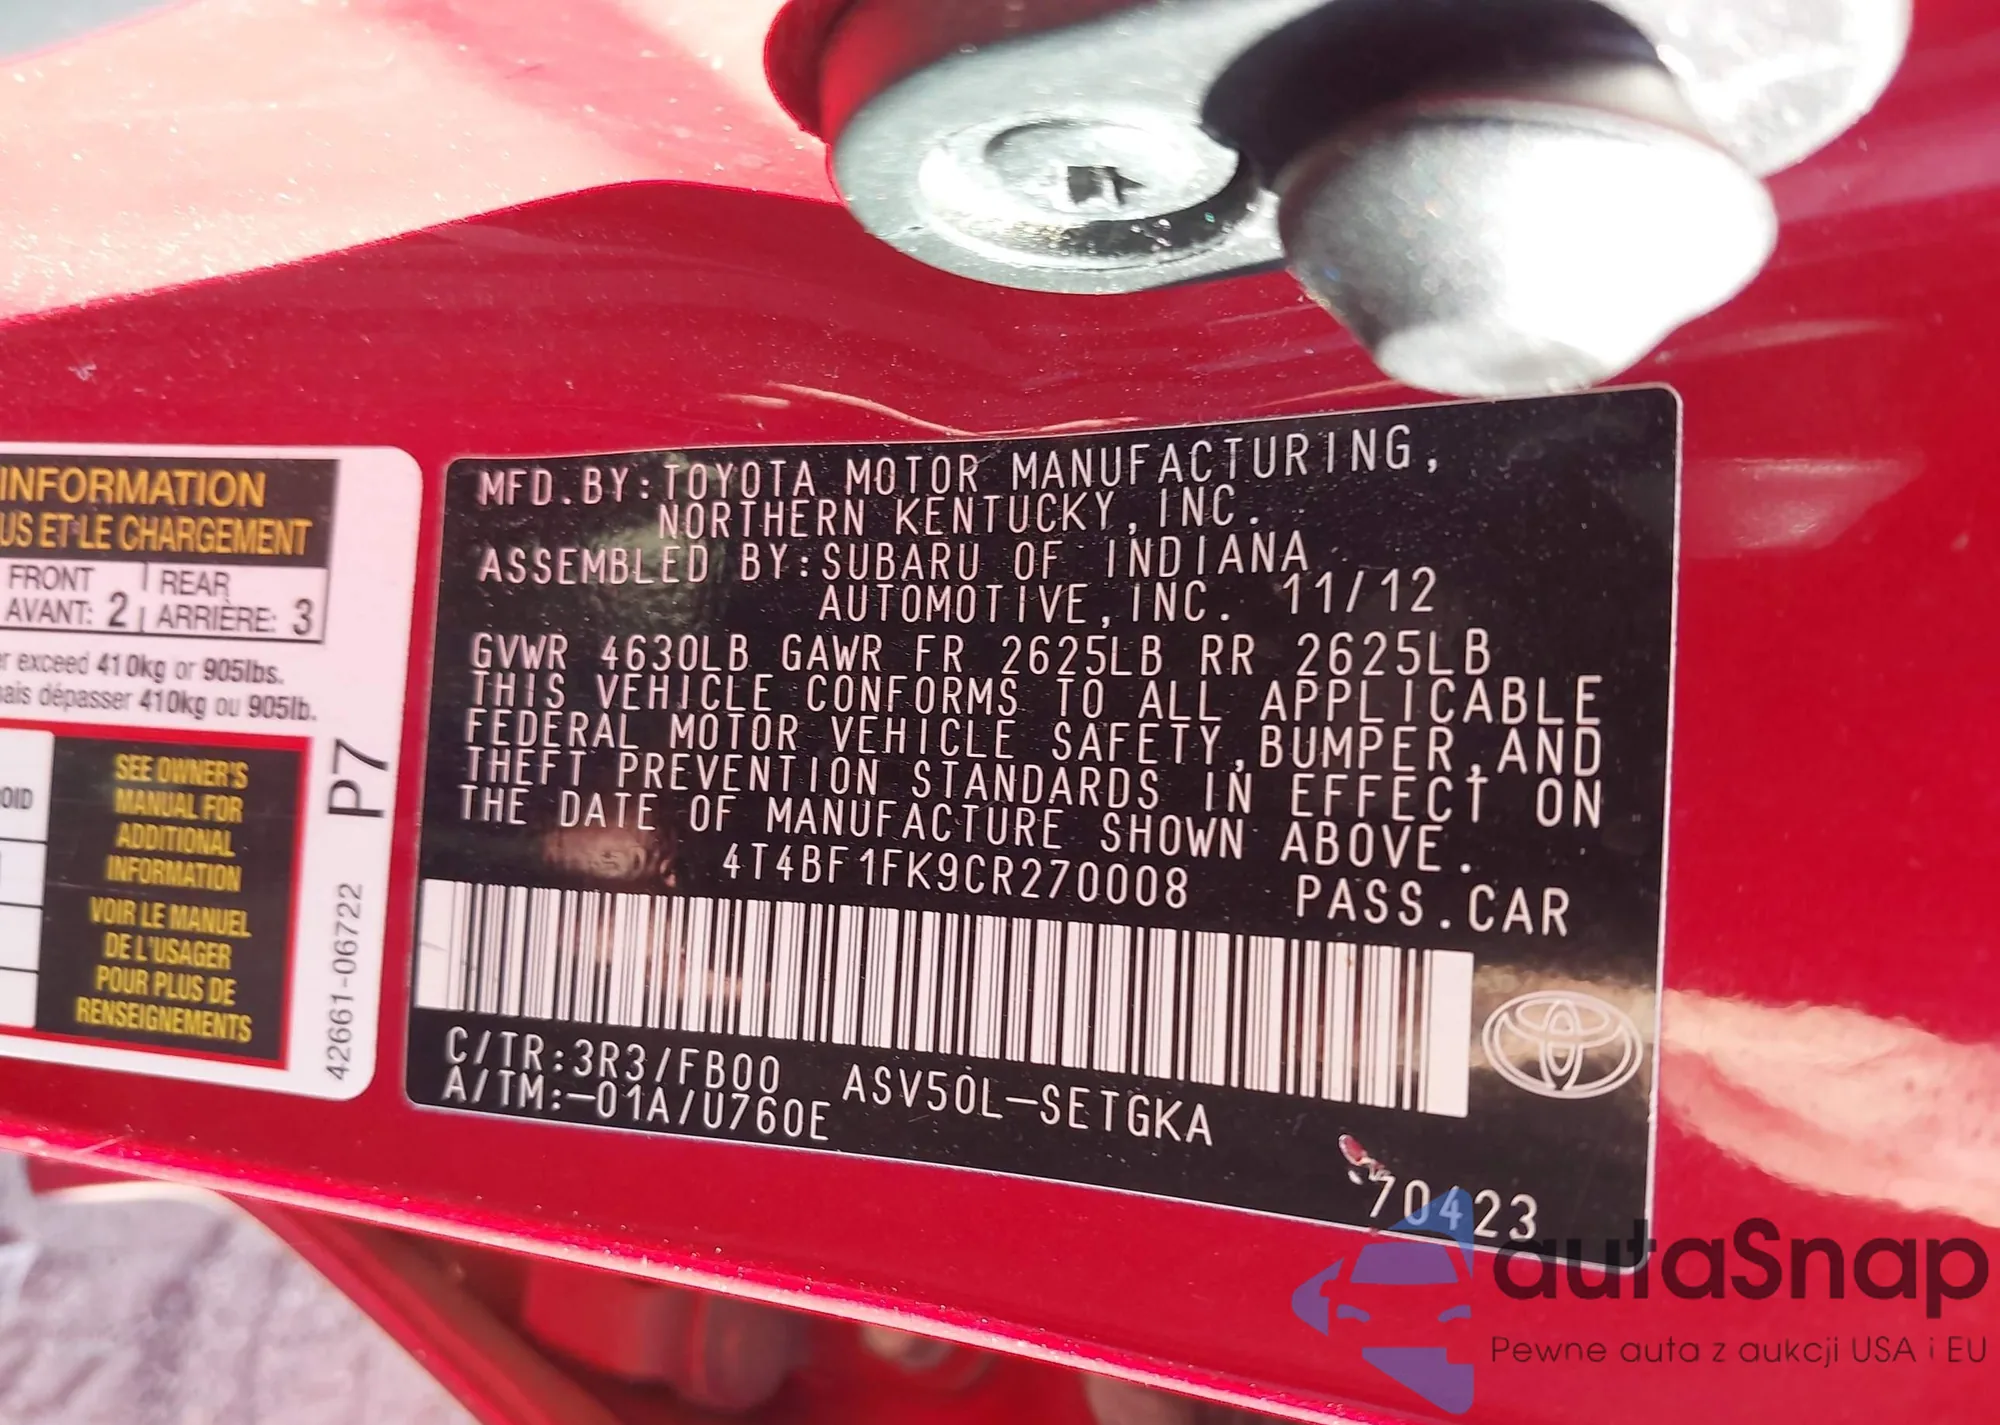 INFORMATION
US ET LE CHARGEMENT
FRONT REAR
AVANT: 2 ARRIÈRE: 3
exceed 410kg or 905lbs.
dépasser 410kg ou 905lb.
OID
SEE OWNER'S
MANUAL FOR
ADDITIONAL
INFORMATION
VOIR LE MANUEL
DE L'USAGER
POUR PLUS DE
RENSEIGNEMENTS
P7
42661-06722
MFD.BY:TOYOTA MOTOR MANUFACTURING,
NORTHERN KENTUCKY,INC.
ASSEMBLED BY:SUBARU OF INDIANA
AUTOMOTIVE,INC. 11/12
GVWR 4630LB GAWR FR 2625LB RR 2625LB
THIS VEHICLE CONFORMS TO ALL APPLICABLE
FEDERAL MOTOR VEHICLE SAFETY,BUMPER,AND
THEFT PREVENTION STANDARDS IN EFFECT ON
THE DATE OF MANUFACTURE SHOWN ABOVE.
4T4BF1FK9CR270008 PASS.CAR
C/TR:3R3/FB00 ASV50L-SETGKA
A/TM:-01A/U760E
70423
autaSnap
Pewne auta z aukcji USA i EU